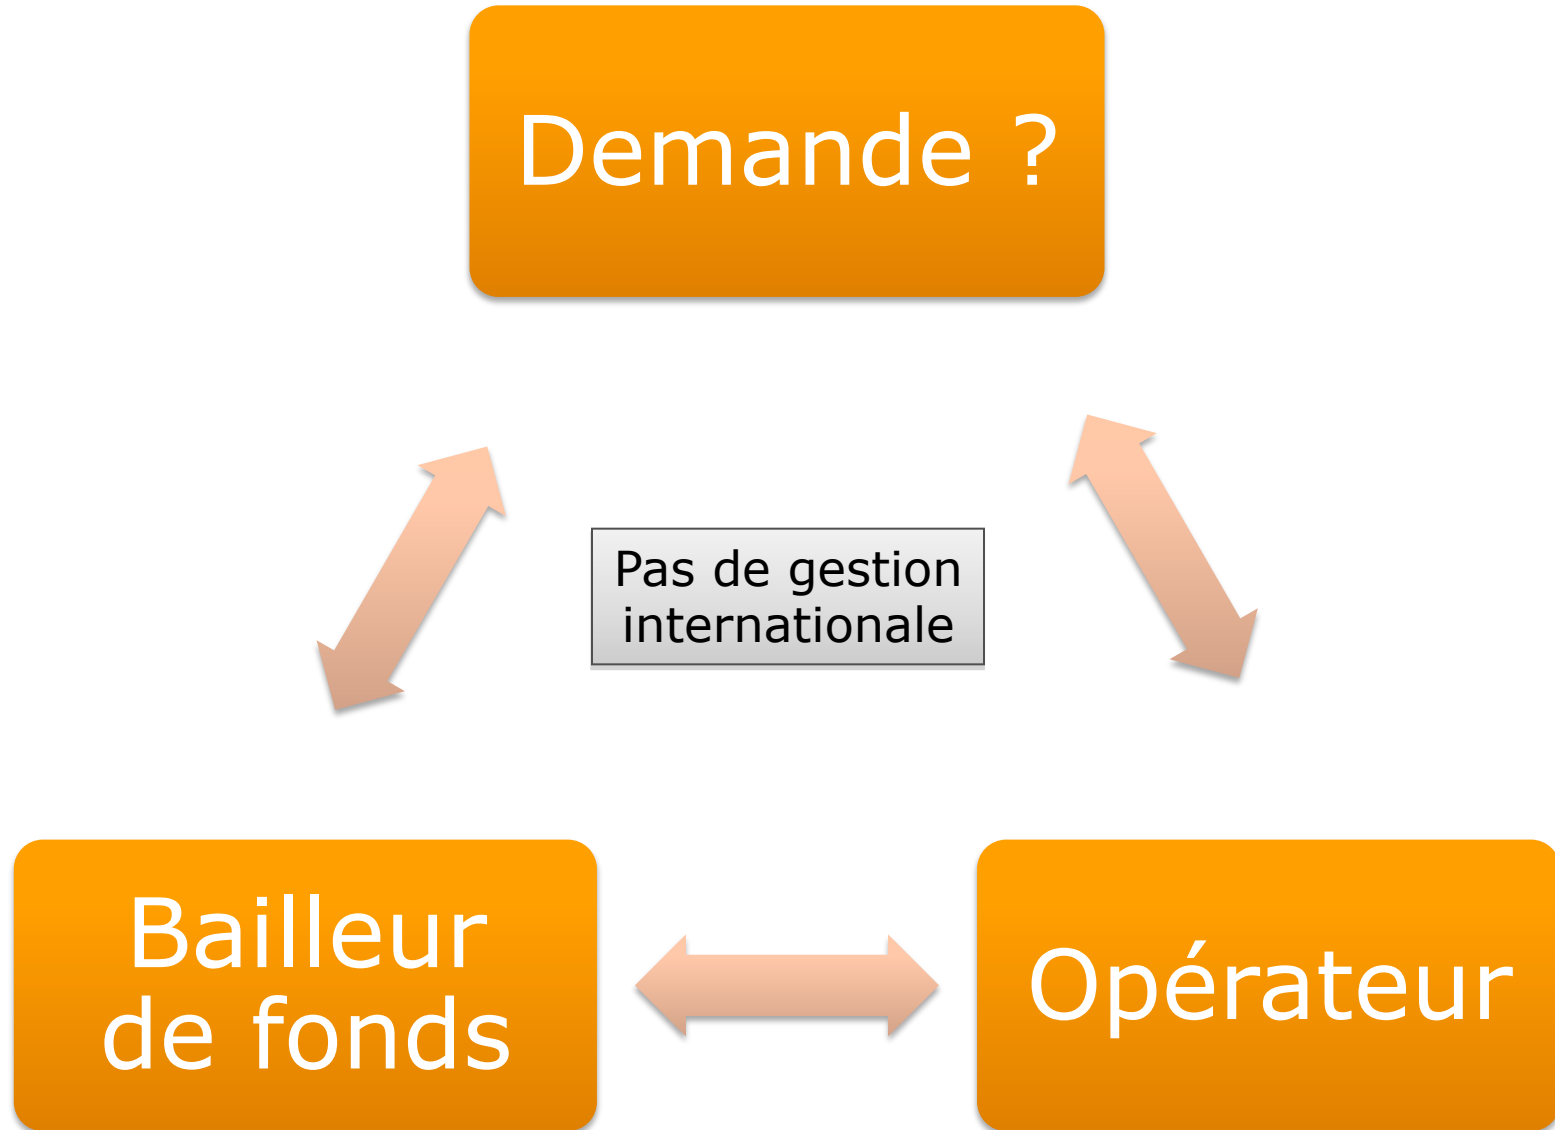 Demande ?
Pas de gestion
internationale
Bailleur
de fonds
Opérateur